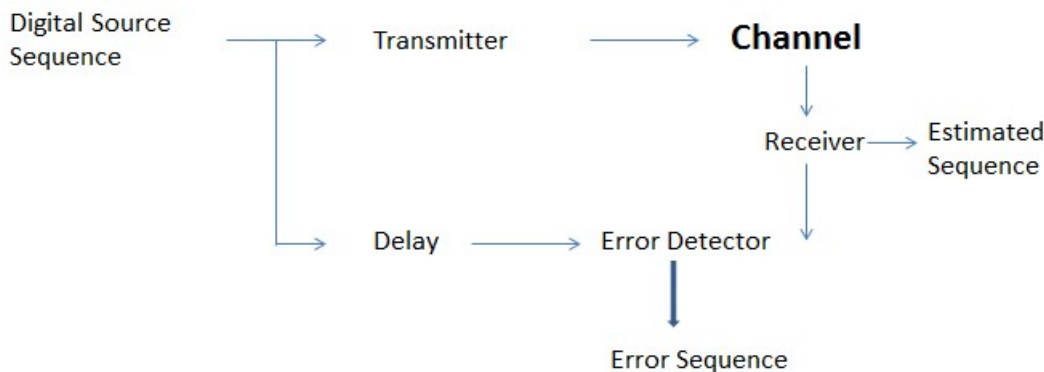 Digital Source
Sequence
Transmitter
Channel
Receiver
Estimated
Sequence
Delay
Error Detector
Error Sequence